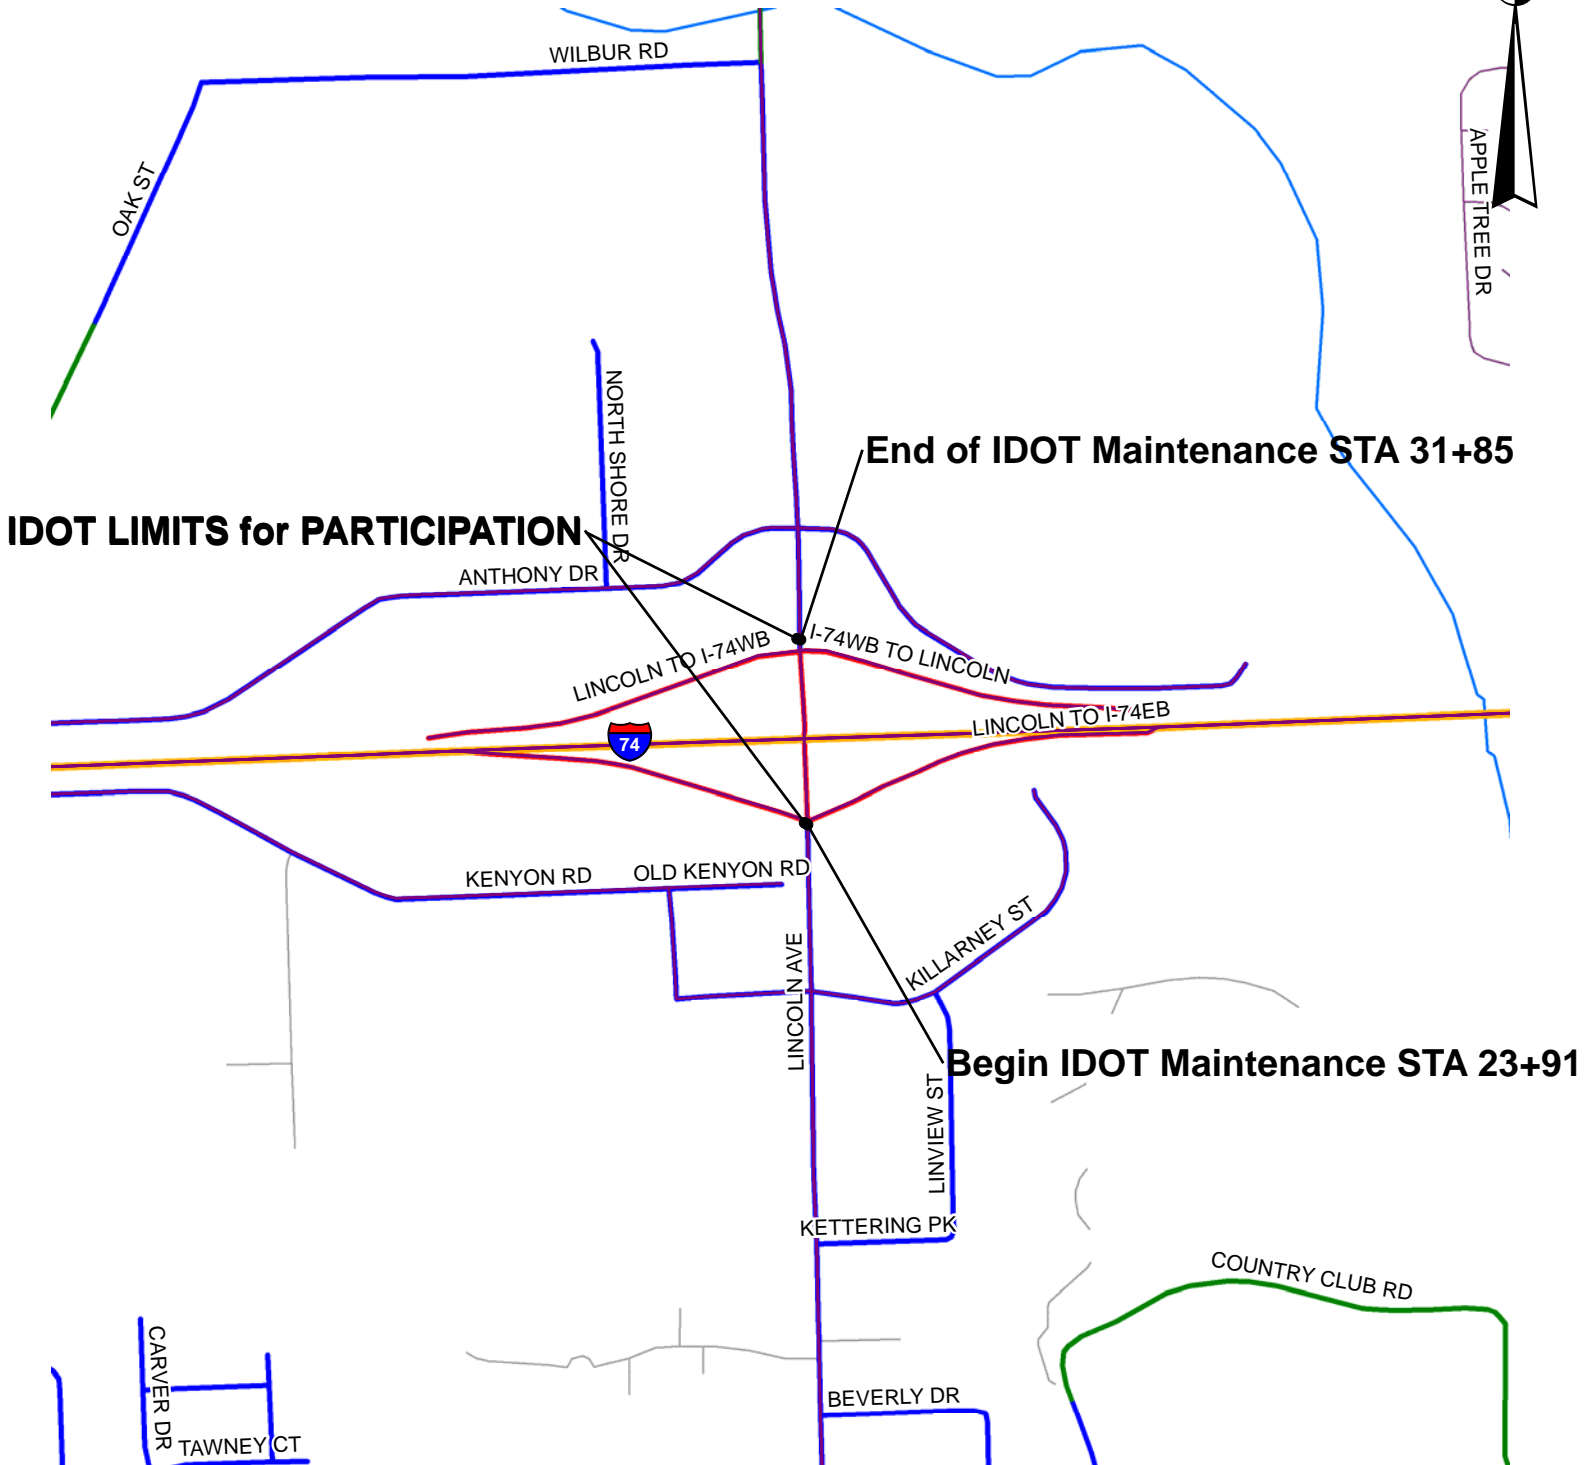 WILBUR RD
OAK ST
APPLE TREE DR
NORTH SHORE DR
End of IDOT Maintenance STA 31+85
IDOT LIMITS for PARTICIPATION
ANTHONY DR
LINCOLN TO I-74WB
I-74WB TO LINCOLN
LINCOLN TO I-74EB
74
KENYON RD
OLD KENYON RD
KILLARNEY ST
LINCOLN AVE
Begin IDOT Maintenance STA 23+91
LINVIEW ST
KETTERING PK
COUNTRY CLUB RD
CARVER DR
BEVERLY DR
TAWNEY CT